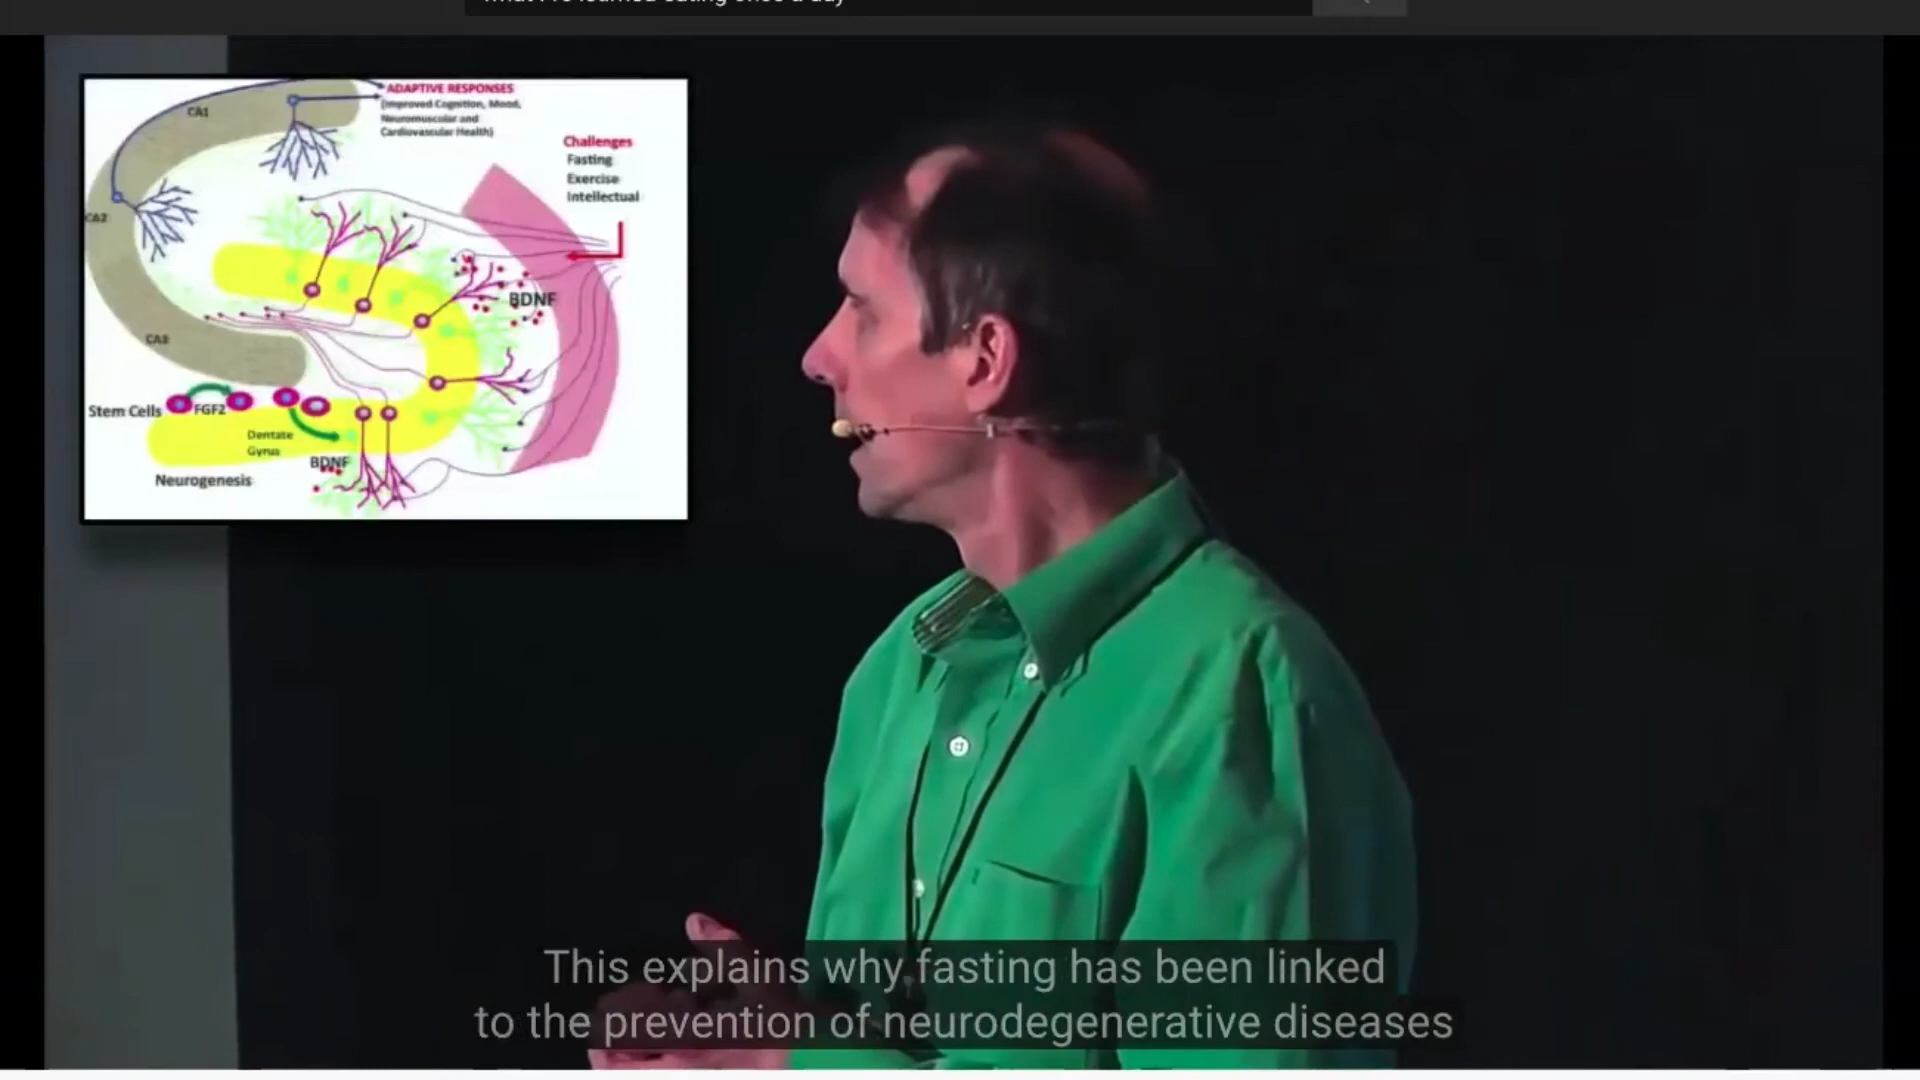 ADAPTIVE RESPONSES
(Improved Cognition, Mood,
Neuromuscular and
Cardiovascular Health)
Challenges
Fasting
Exercise
Intellectual
CA1
CA2
CA3
BDNF
Stem Cells
FGF2
Dentate
Gyrus
BDNF
Neurogenesis
This explains why fasting has been linked
to the prevention of neurodegenerative diseases